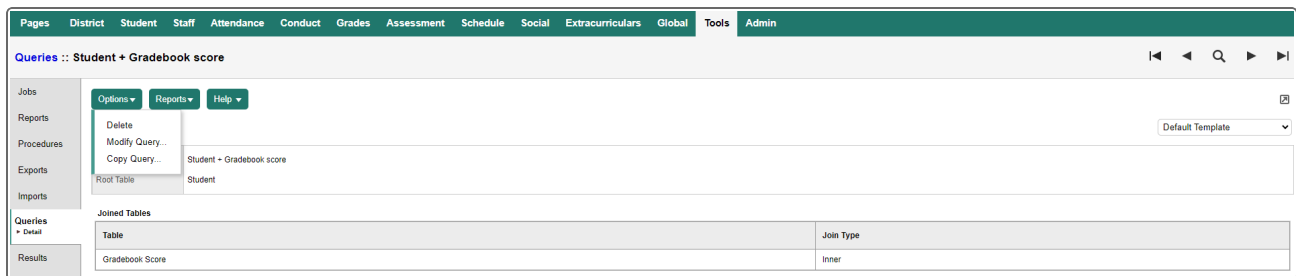 Pages District Student Staff Attendance Conduct Grades Assessment Schedule Social Extracurriculars Global Tools Admin
Queries :: Student + Gradebook score
Jobs
Reports
Procedures
Exports
Imports
Queries
Detail
Results
Options Reports Help
Delete
Modify Query...
Copy Query...
Default Template
Student + Gradebook score
Root Table Student
Joined Tables
Table Join Type
Gradebook Score Inner